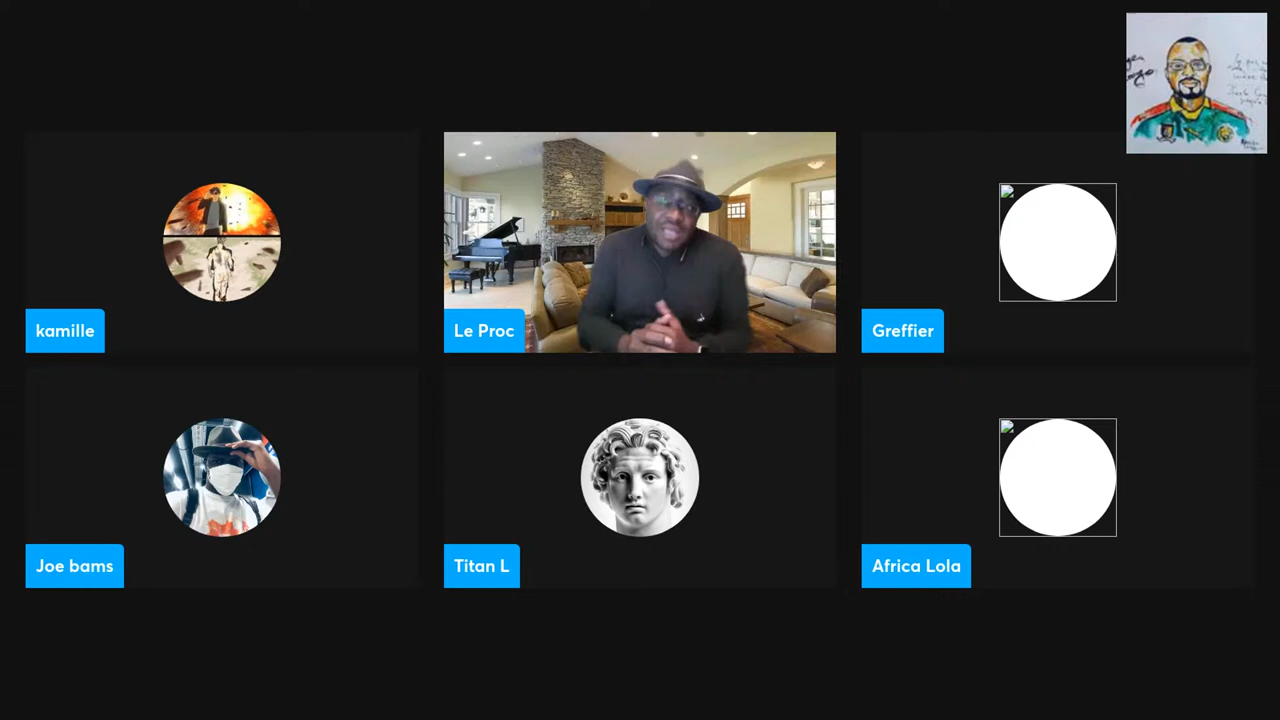 kamille
Le Proc
Greffier
Joe bams
Titan L
Africa Lola